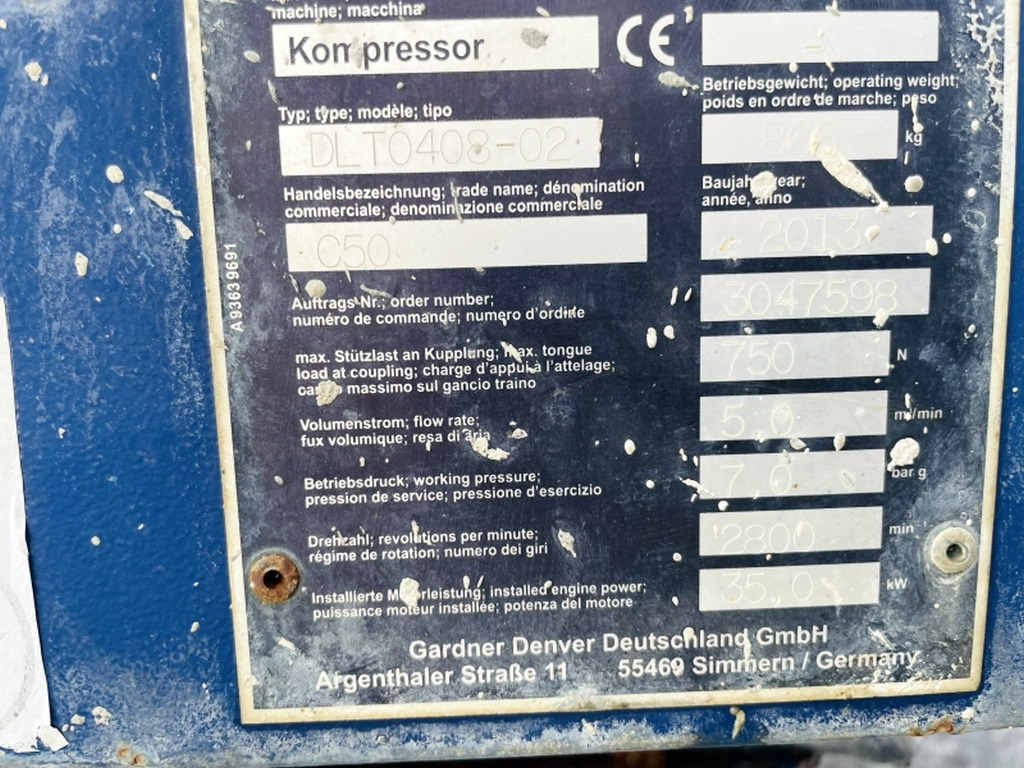 machine; macchina
Kompressor
CE
Betriebsgewicht; operating weight;
poids en ordre de marche; peso
kg
Typ; type; modèle; tipo
DLT0408-02
Handelsbezeichnung; trade name; dénomination
commerciale; denominazione commerciale
C50
Baujahr; year;
année, anno
2013
A93639691
Auftrags-Nr.; order number;
numéro de commande; numero d'ordine
3047598
max. Stützlast an Kupplung; max. tongue
load at coupling; charge d'appui à l'attelage;
carico massimo sul gancio traino
750 N
Volumenstrom; flow rate;
fux volumique; resa di aria
5,0 m³/min
Betriebsdruck; working pressure;
pression de service; pressione d'esercizio
7,0 bar g
Drehzahl; revolutions per minute;
régime de rotation; numero dei giri
2800 min
Installierte Motorleistung; installed engine power;
puissance moteur installée; potenza del motore
35,0 kW
Gardner Denver Deutschland GmbH
Argenthaler Straße 11 55469 Simmern / Germany